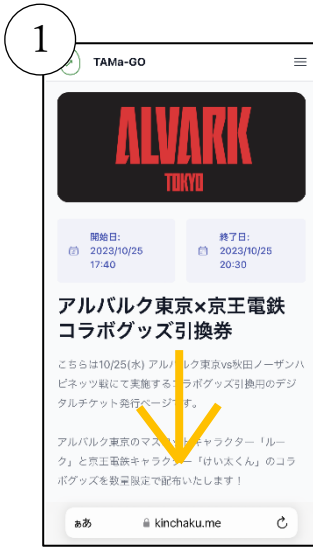 1
TAMa-GO
ALVARK
TOKYO
開始日:
2023/10/25
17:40
終了日:
2023/10/25
20:30
アルバルク東京×京王電鉄
コラボグッズ引換券
こちらは10/25(水) アルバルク東京vs秋田ノーザンハ
ピネッツ戦にて実施するコラボグッズ引換用のデジ
タルチケット発行ページです。
アルバルク東京のマスコットキャラクター「ルー
ク」と京王電鉄キャラクター「けい太くん」のコラ
ボグッズを数量限定で配布いたします！
ぁあ
kinchaku.me